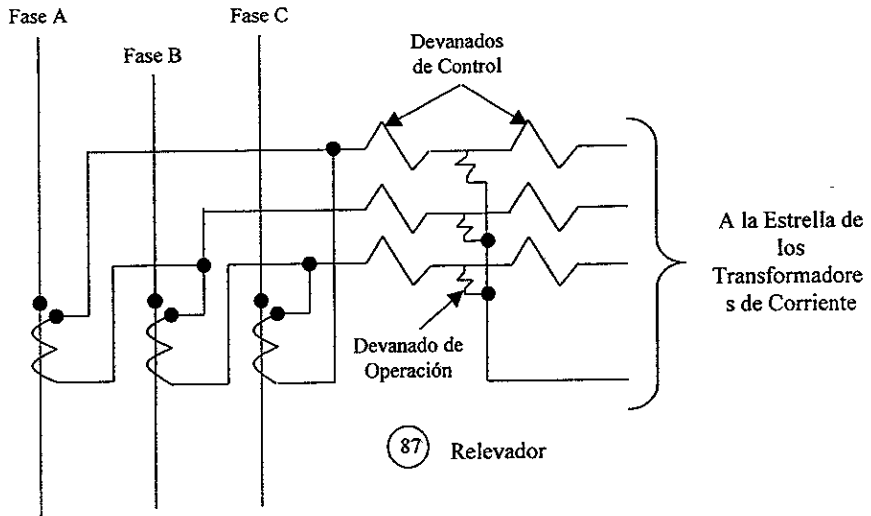 Fase A
Fase B
Fase C
Devanados
de Control
A la Estrella de
los
Transformadore
s de Corriente
Devanado de
Operación
87 Relevador